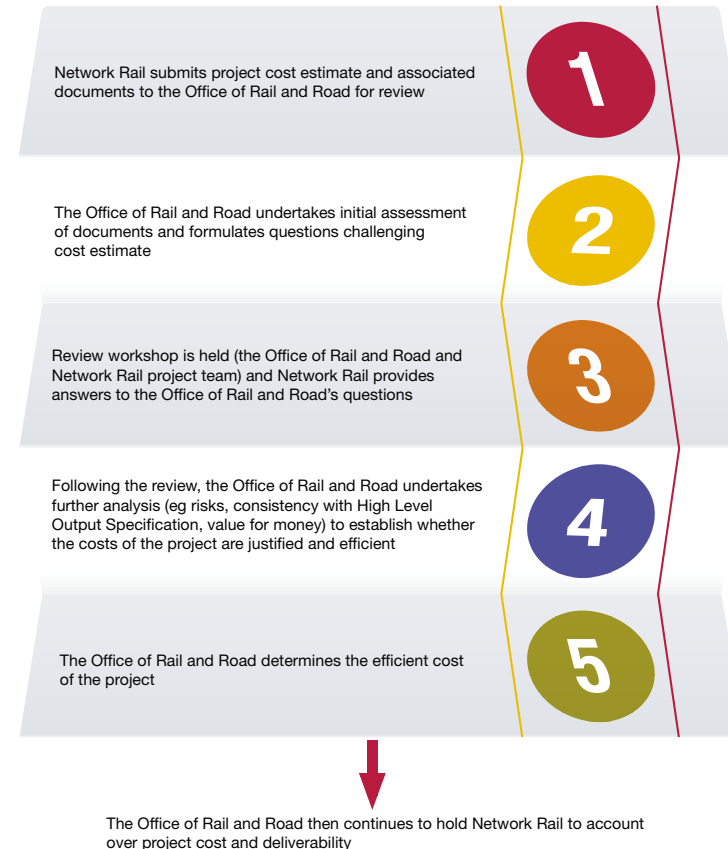 Network Rail submits project cost estimate and associated
documents to the Office of Rail and Road for review
1
The Office of Rail and Road undertakes initial assessment
of documents and formulates questions challenging
cost estimate
2
Review workshop is held (the Office of Rail and Road and
Network Rail project team) and Network Rail provides
answers to the Office of Rail and Road’s questions
3
Following the review, the Office of Rail and Road undertakes
further analysis (eg risks, consistency with High Level
Output Specification, value for money) to establish whether
the costs of the project are justified and efficient
4
The Office of Rail and Road determines the efficient cost
of the project
5
The Office of Rail and Road then continues to hold Network Rail to account
over project cost and deliverability